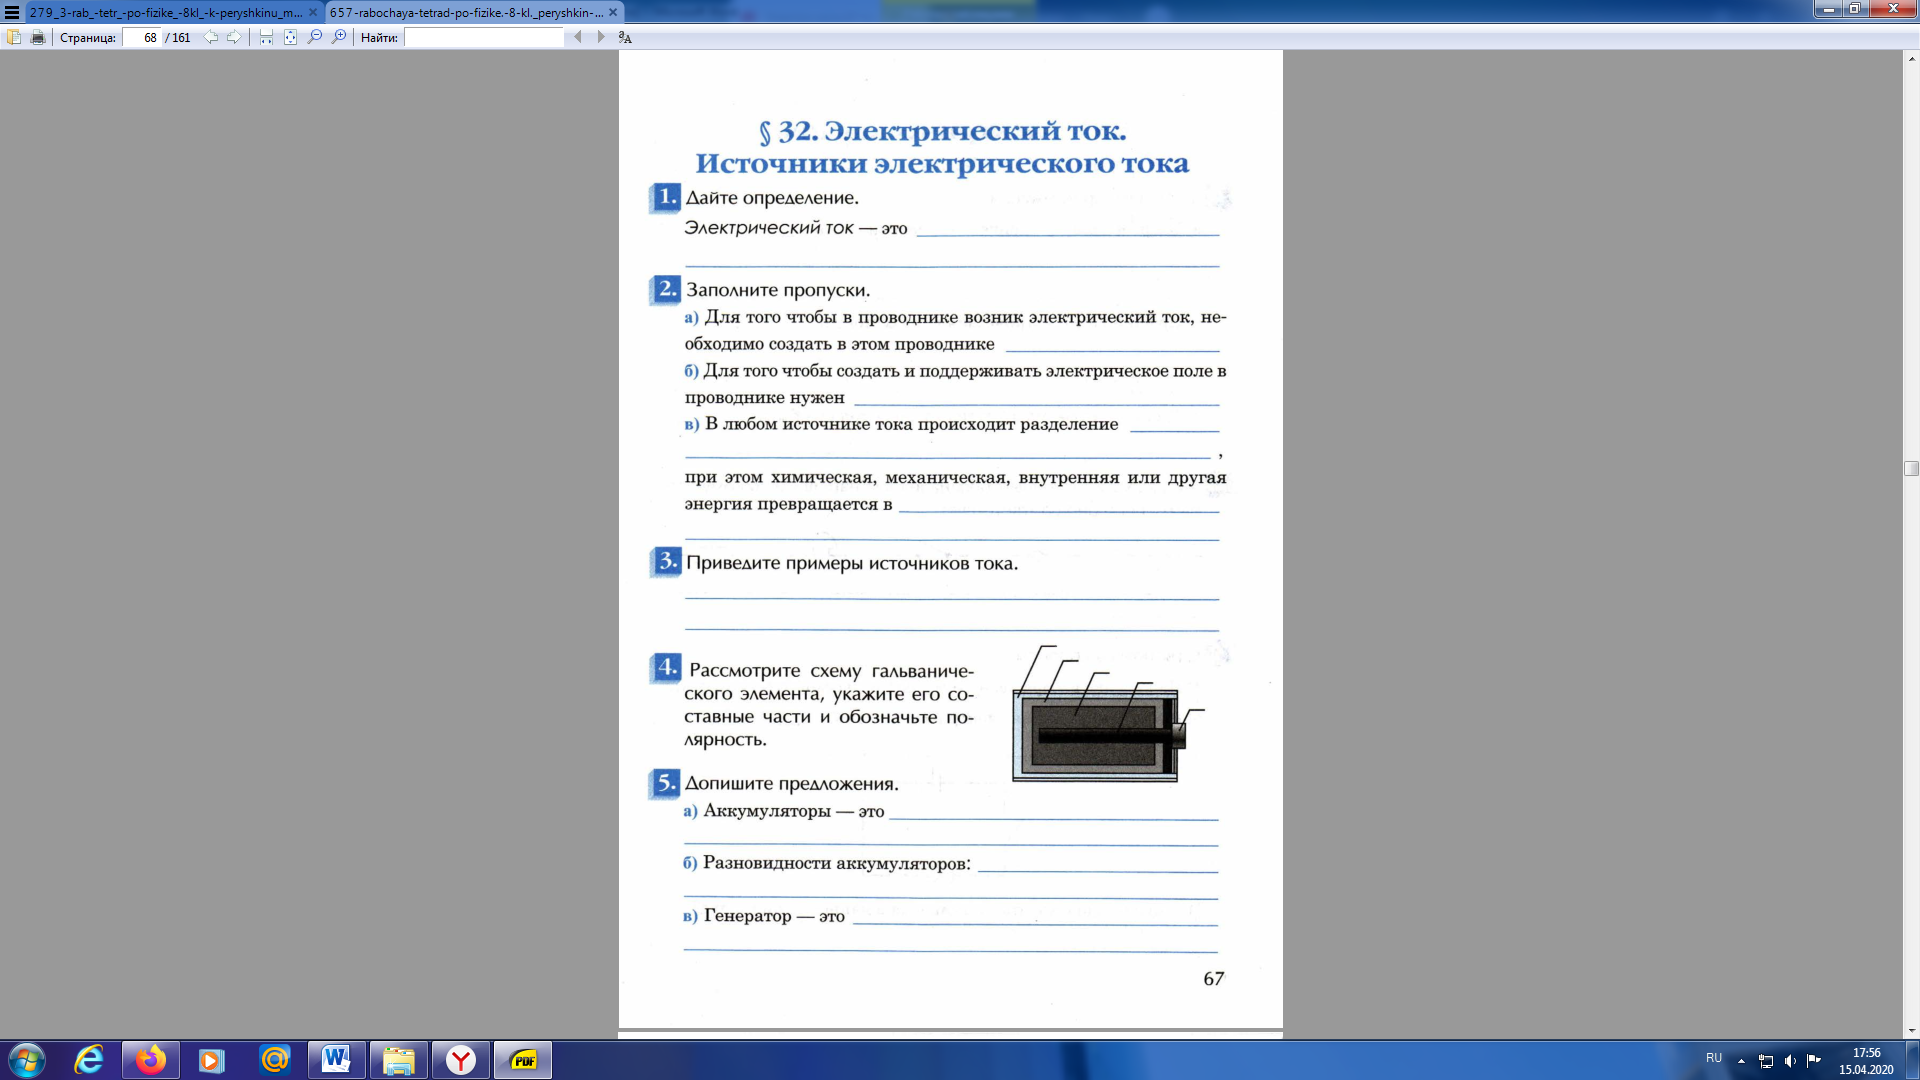 279_3-rab_-tetr_-po-fizike_-8kl_-k-peryshkinu_m...
657-rabochaya-tetrad-po-fizike.-8-kl._peryshkin-...
Страница: 68 / 161 Найти:
§ 32. Электрический ток.
Источники электрического тока
1. Дайте определение.
Электрический ток — это
2. Заполните пропуски.
а) Для того чтобы в проводнике возник электрический ток, не-
обходимо создать в этом проводнике
б) Для того чтобы создать и поддерживать электрическое поле в
проводнике нужен
в) В любом источнике тока происходит разделение
,
при этом химическая, механическая, внутренняя или другая
энергия превращается в
3. Приведите примеры источников тока.
4. Рассмотрите схему гальваниче-
ского элемента, укажите его со-
ставные части и обозначьте по-
лярность.
5. Допишите предложения.
а) Аккумуляторы — это
б) Разновидности аккумуляторов:
в) Генератор — это
67
PDF
RU
17:56
15.04.2020